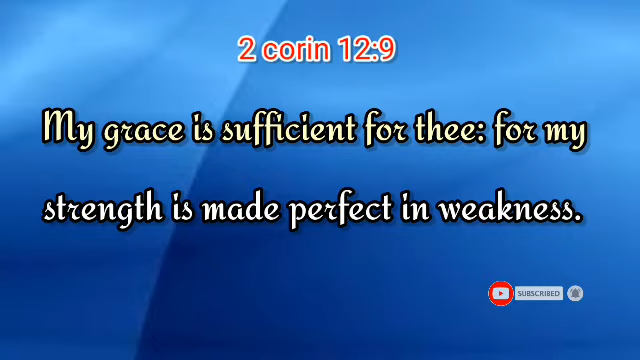 2 corin 12:9
My grace is sufficient for thee: for my
strength is made perfect in weakness.
SUBSCRIBED